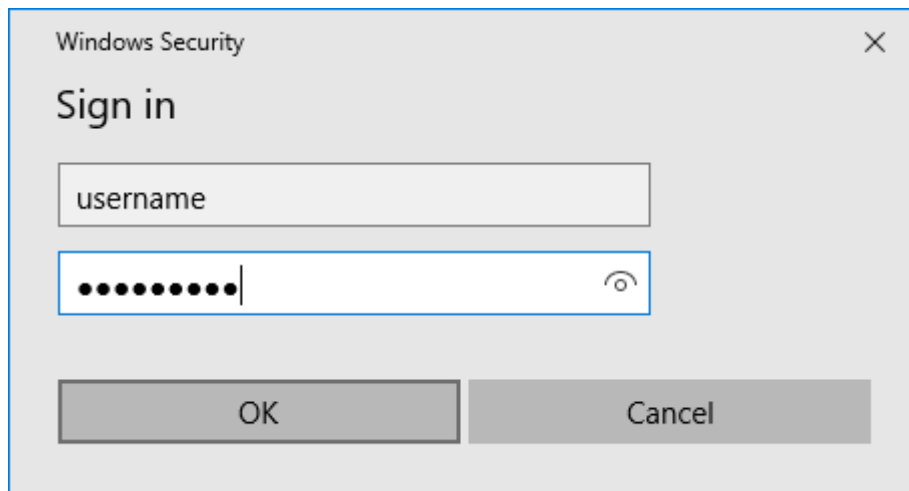 Windows Security
Sign in
username
●●●●●●●●●
OK
Cancel